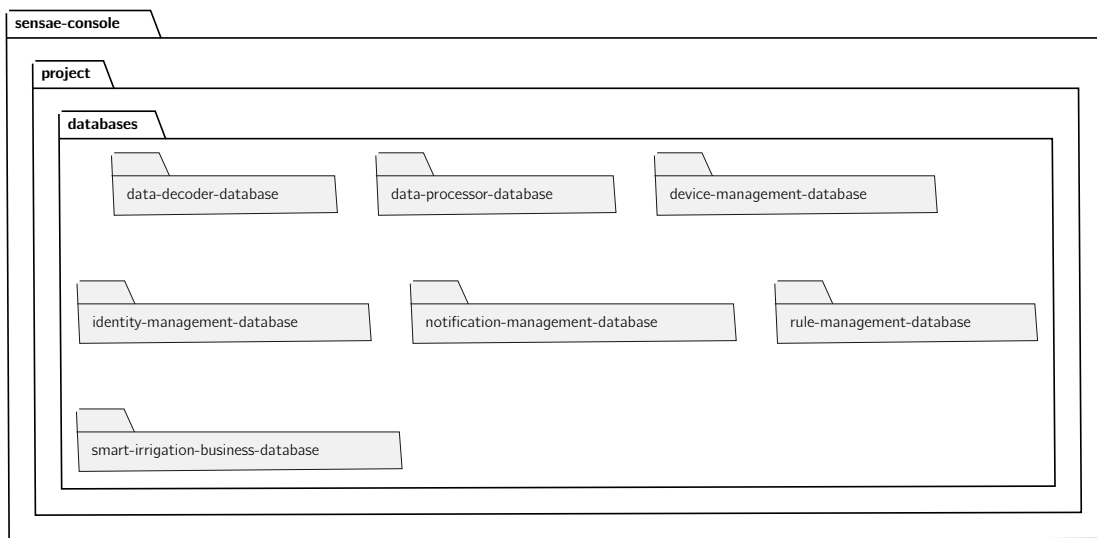 sensae-console
project
databases
data-decoder-database
data-processor-database
device-management-database
identity-management-database
notification-management-database
rule-management-database
smart-irrigation-business-database